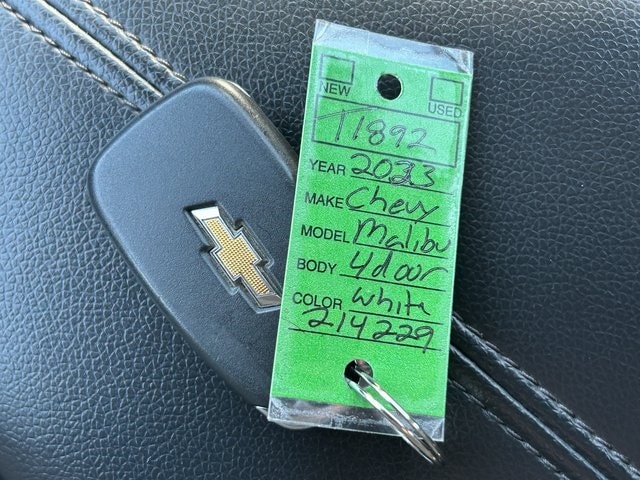 NEW USED
T1892
YEAR 2023
MAKE Chevy
MODEL Malibu
BODY 4door
COLOR white
214229